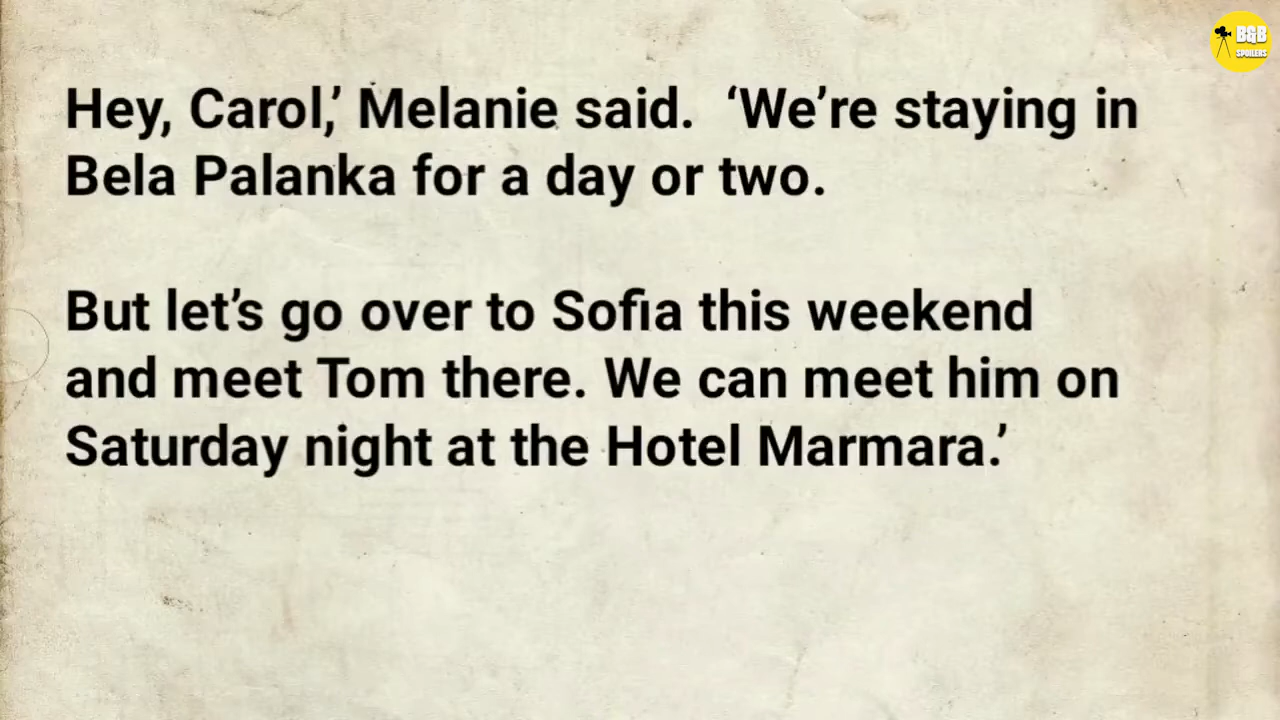 B&B
SPOILERS
Hey, Carol,’ Melanie said.  ‘We’re staying in
Bela Palanka for a day or two.
But let’s go over to Sofia this weekend
and meet Tom there. We can meet him on
Saturday night at the Hotel Marmara.’